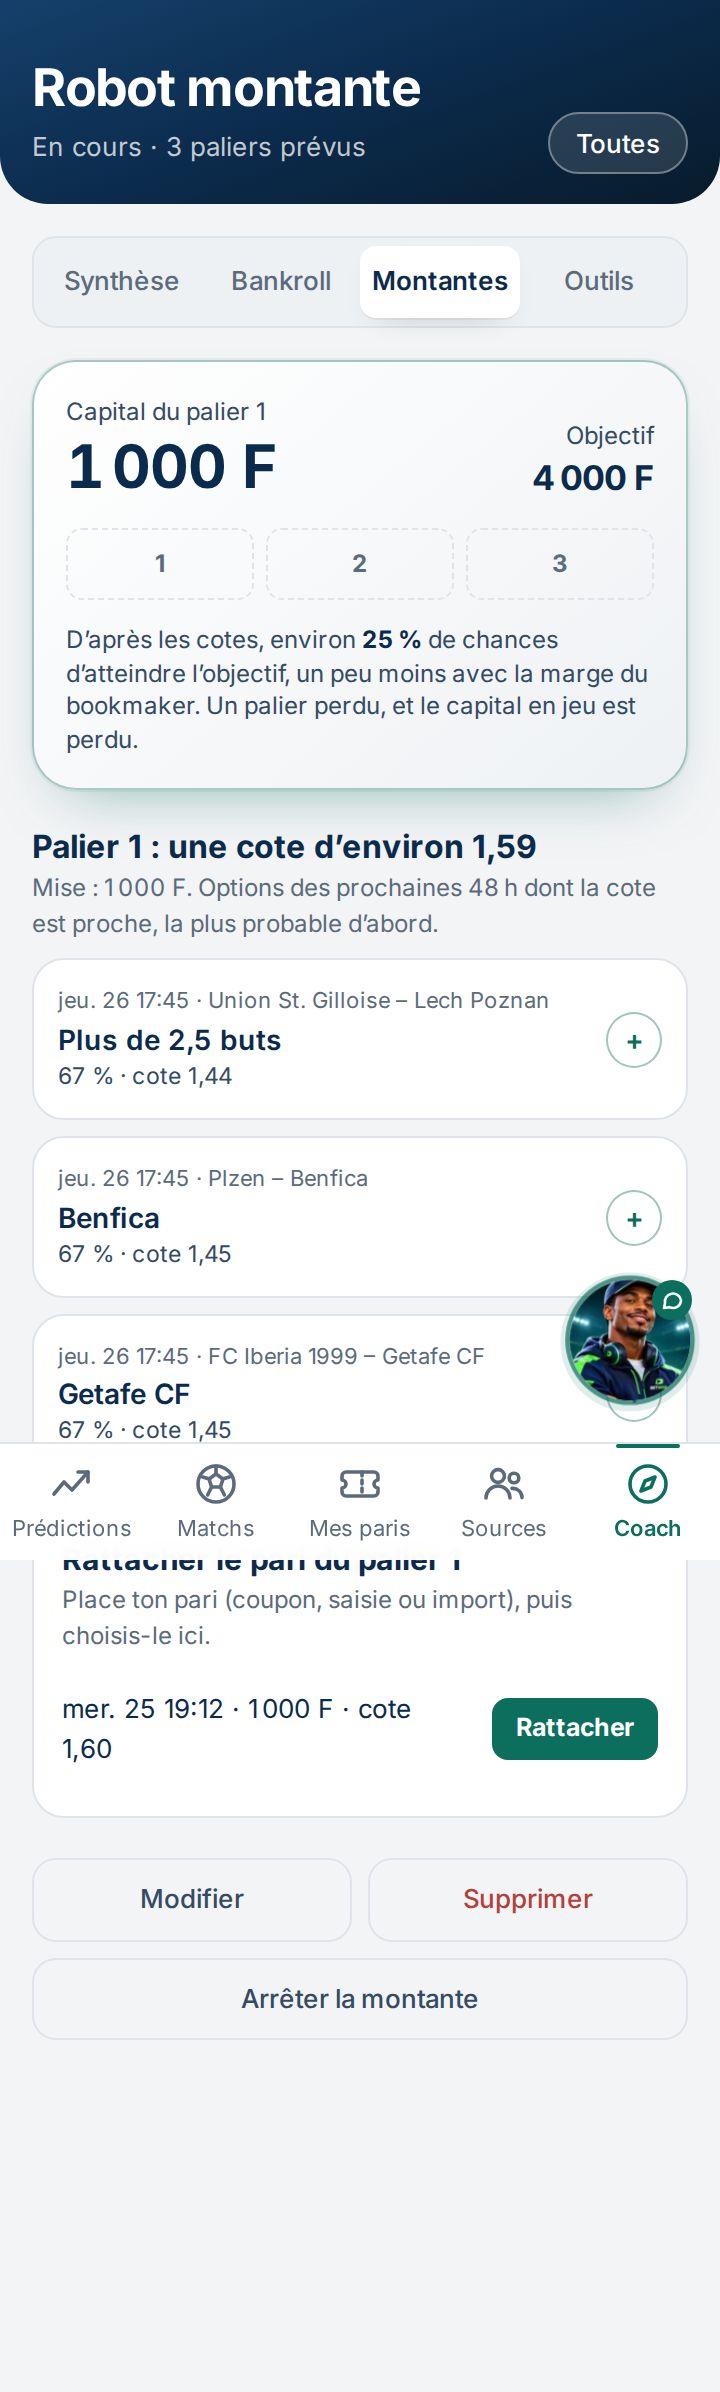 Robot montante
En cours · 3 paliers prévus
Toutes
Synthèse
Bankroll
Montantes
Outils
Capital du palier 1
1 000 F
Objectif
4 000 F
1
2
3
D’après les cotes, environ 25 % de chances
d’atteindre l’objectif, un peu moins avec la marge du
bookmaker. Un palier perdu, et le capital en jeu est
perdu.
Palier 1 : une cote d’environ 1,59
Mise : 1 000 F. Options des prochaines 48 h dont la cote
est proche, la plus probable d’abord.
jeu. 26 17:45 · Union St. Gilloise – Lech Poznan
Plus de 2,5 buts
67 % · cote 1,44
+
jeu. 26 17:45 · Plzen – Benfica
Benfica
67 % · cote 1,45
+
jeu. 26 17:45 · FC Iberia 1999 – Getafe CF
Getafe CF
67 % · cote 1,45
Prédictions
Matchs
Mes paris
Sources
Coach
Rattacher le pari du palier 1
Place ton pari (coupon, saisie ou import), puis
choisis-le ici.
mer. 25 19:12 · 1 000 F · cote
1,60
Rattacher
Modifier
Supprimer
Arrêter la montante